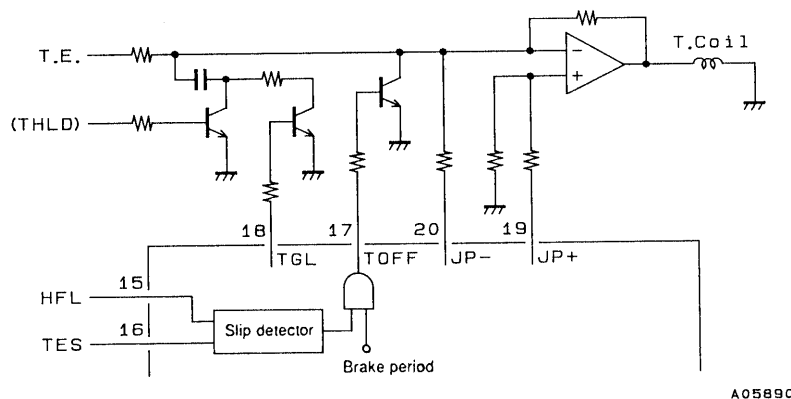 T.E.
T.Coil
(THLD)
18
17
20
19
TGL
TOFF
JP-
JP+
HFL
15
TES
16
Slip detector
Brake period
−
+
A05890